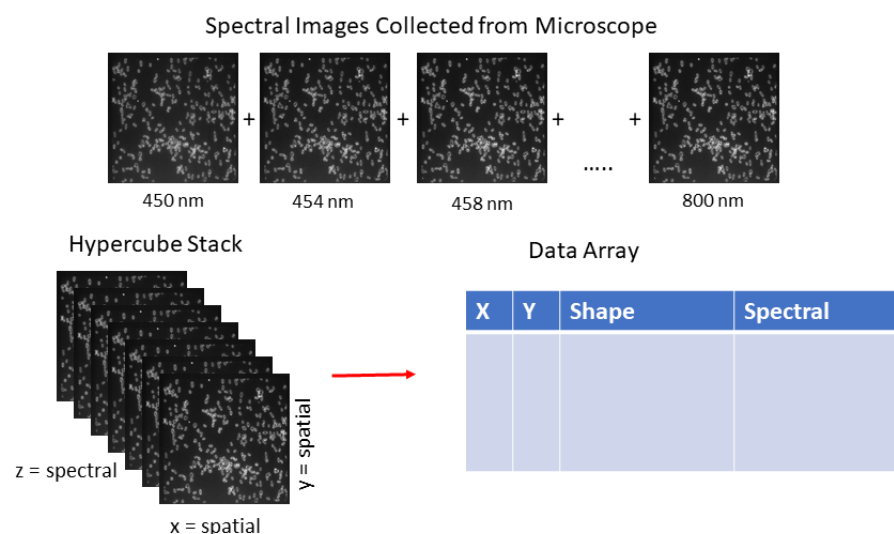 Spectral Images Collected from Microscope
+ + + +
.....
450 nm 454 nm 458 nm 800 nm
Hypercube Stack
Data Array
X Y Shape Spectral
y = spatial
z = spectral
x = spatial